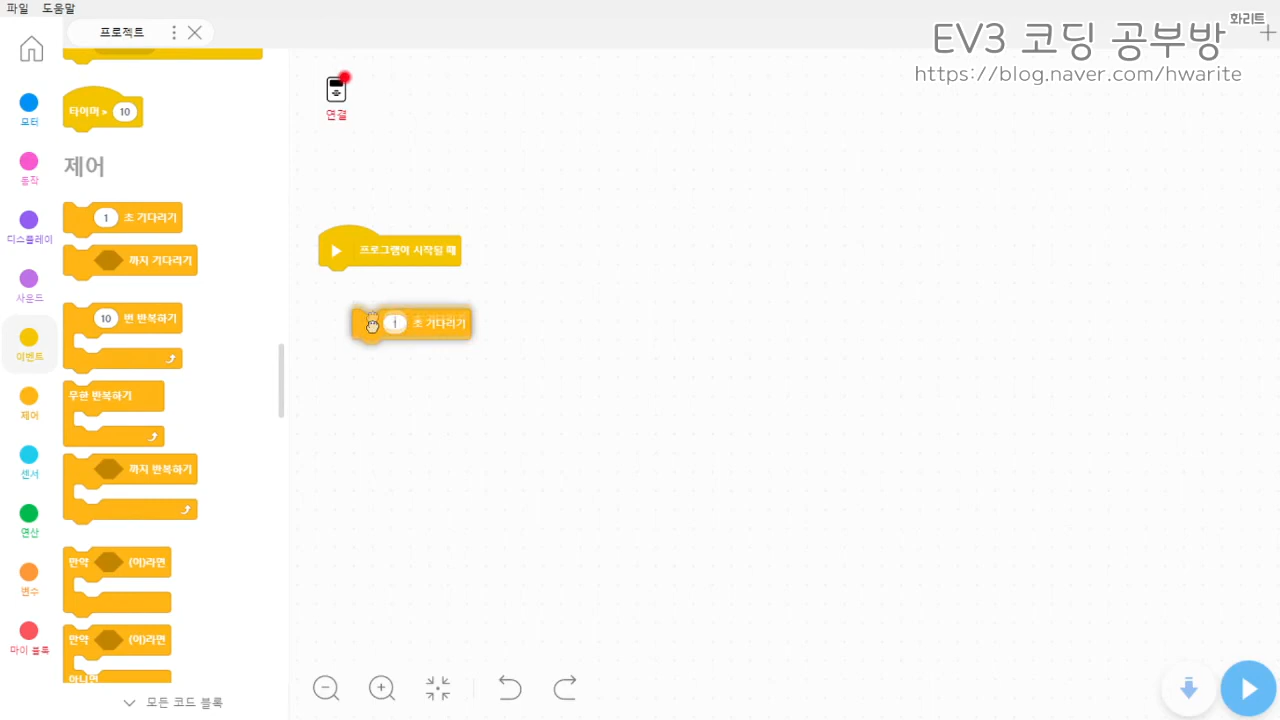 파일 도움말
프로젝트
화리트
EV3 코딩 공부방
https://blog.naver.com/hwarite
모터
동작
디스플레이
사운드
이벤트
제어
센서
연산
변수
마이 블록
타이머 > 10
제어
1 초 기다리기
까지 기다리기
10 번 반복하기
무한 반복하기
까지 반복하기
만약 (이)라면
만약 (이)라면
아니면
모든 코드 블록
연결
프로그램이 시작될 때
1 초 기다리기